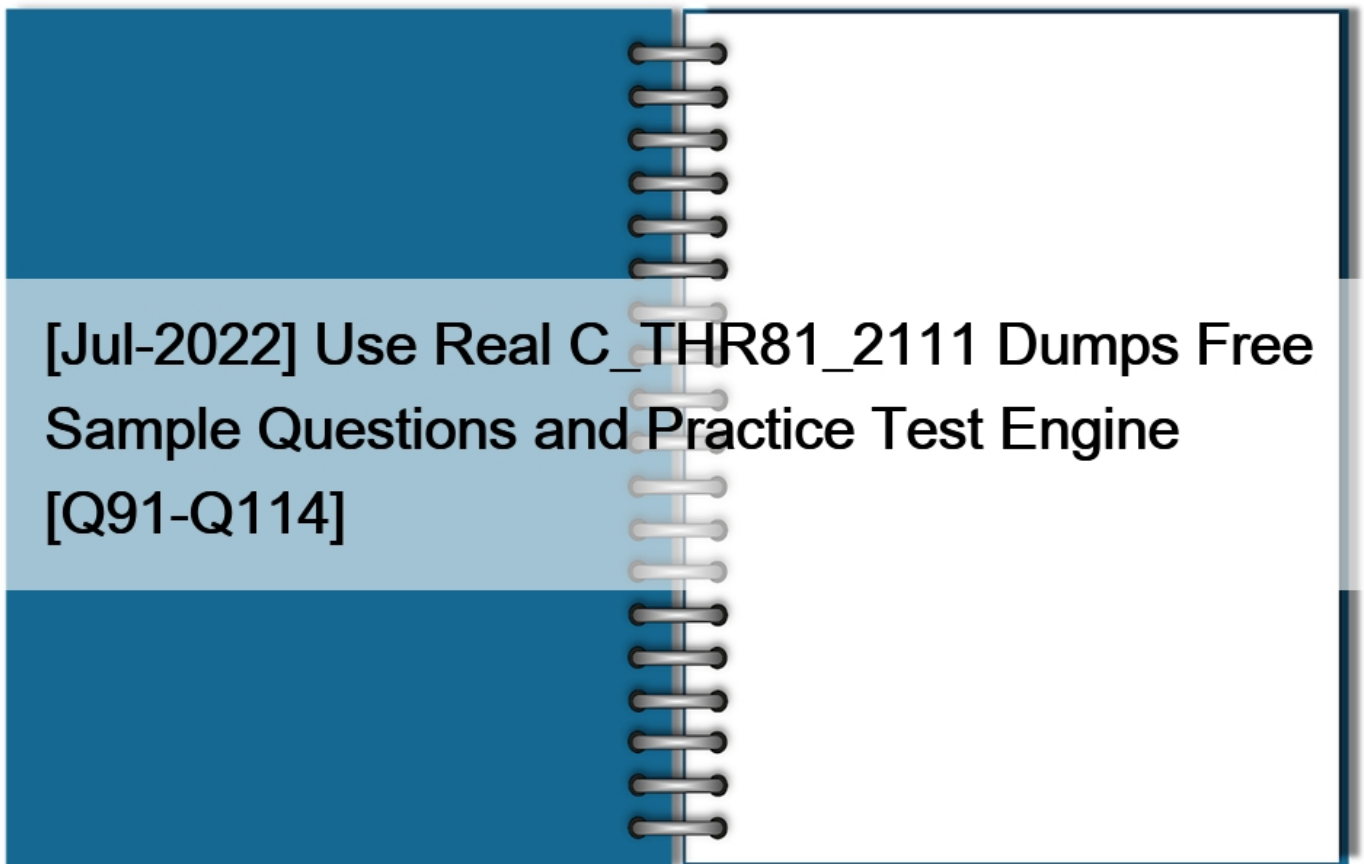 [Jul-2022] Use Real C_THR81_2111 Dumps Free
Sample Questions and Practice Test Engine
[Q91-Q114]